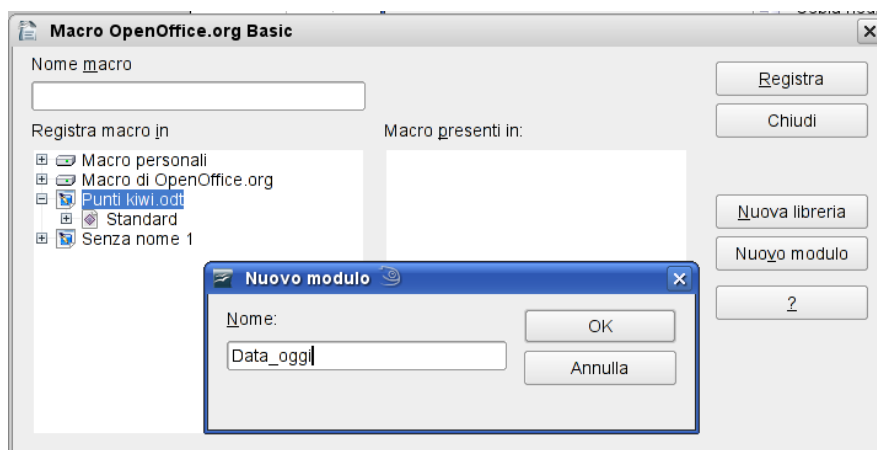 Macro OpenOffice.org Basic
Nome macro
Registra
Chiudi
Registra macro in
Macro presenti in:
Macro personali
Macro di OpenOffice.org
Punti kiwi.odt
Standard
Senza nome 1
Nuova libreria
Nuovo modulo
?
Nuovo modulo
Nome:
Data_oggi
OK
Annulla